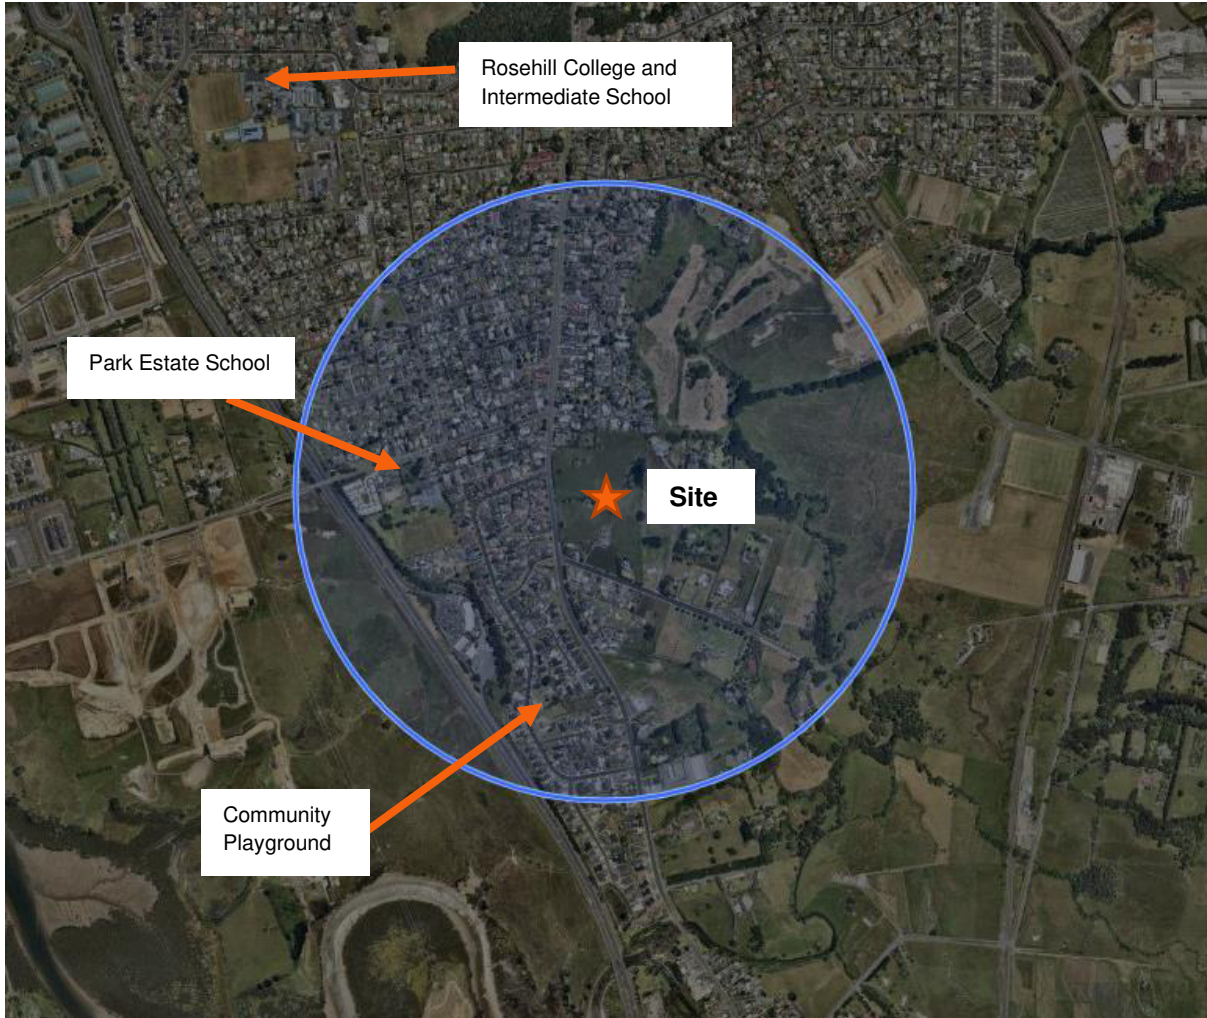 Rosehill College and
Intermediate School
Park Estate School
Site
Community
Playground